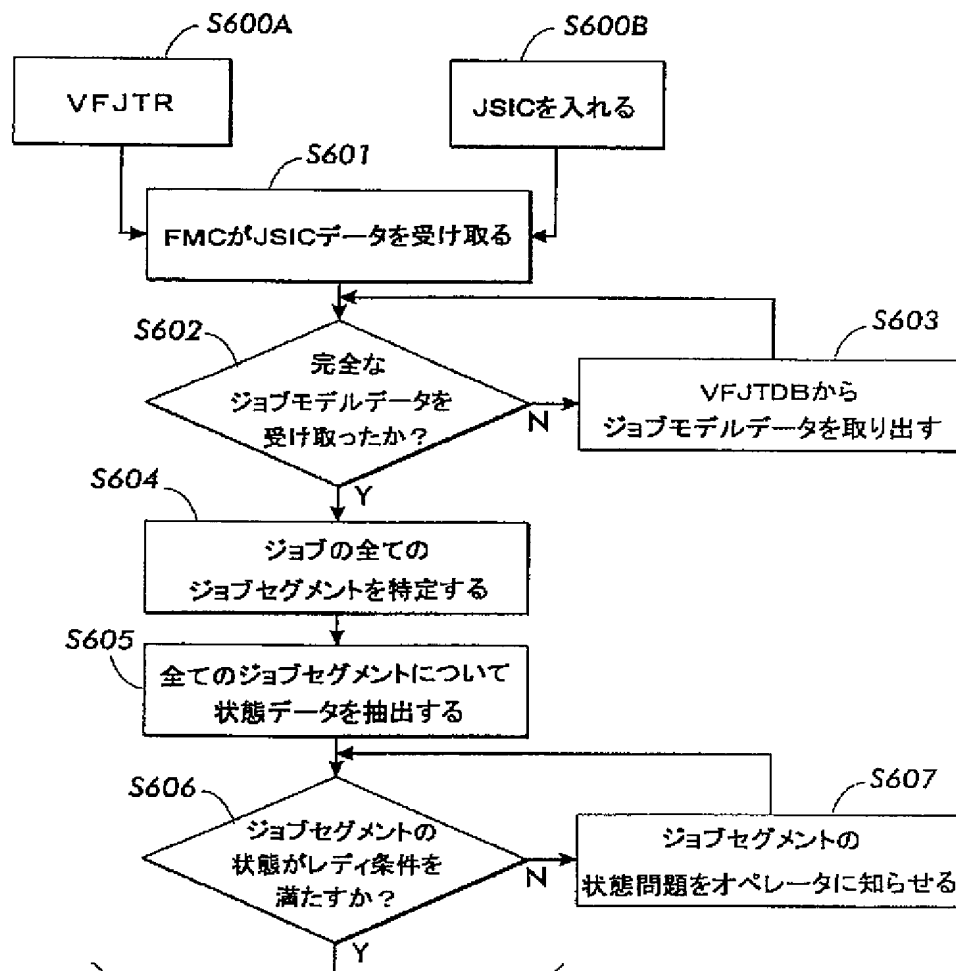 S600A
VFJTR
S600B
JSICを入れる
S601
FMCがJSICデータを受け取る
S602
完全な
ジョブモデルデータを
受け取ったか？
N
Y
S603
VFJTDBから
ジョブモデルデータを取り出す
S604
ジョブの全ての
ジョブセグメントを特定する
S605
全てのジョブセグメントについて
状態データを抽出する
S606
ジョブセグメントの
状態がレディ条件を
満たすか？
N
Y
S607
ジョブセグメントの
状態問題をオペレータに知らせる